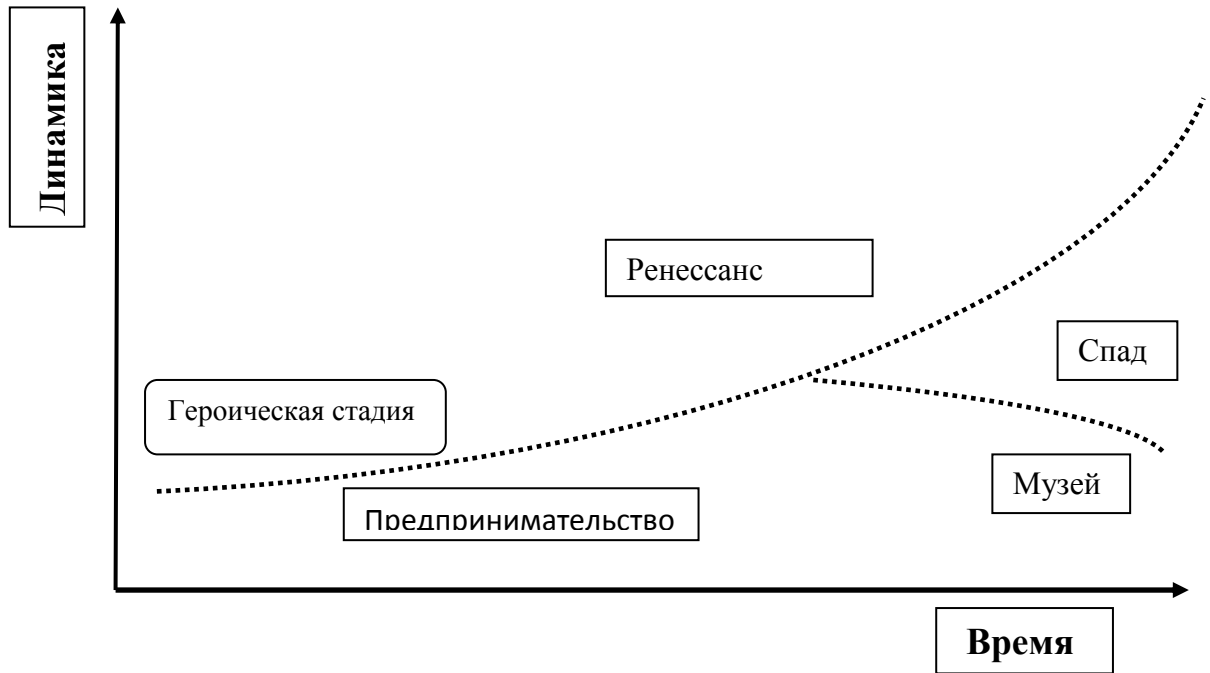 Динамика
Ренессанс
Спад
Героическая стадия
Музей
Предпринимательство
Время